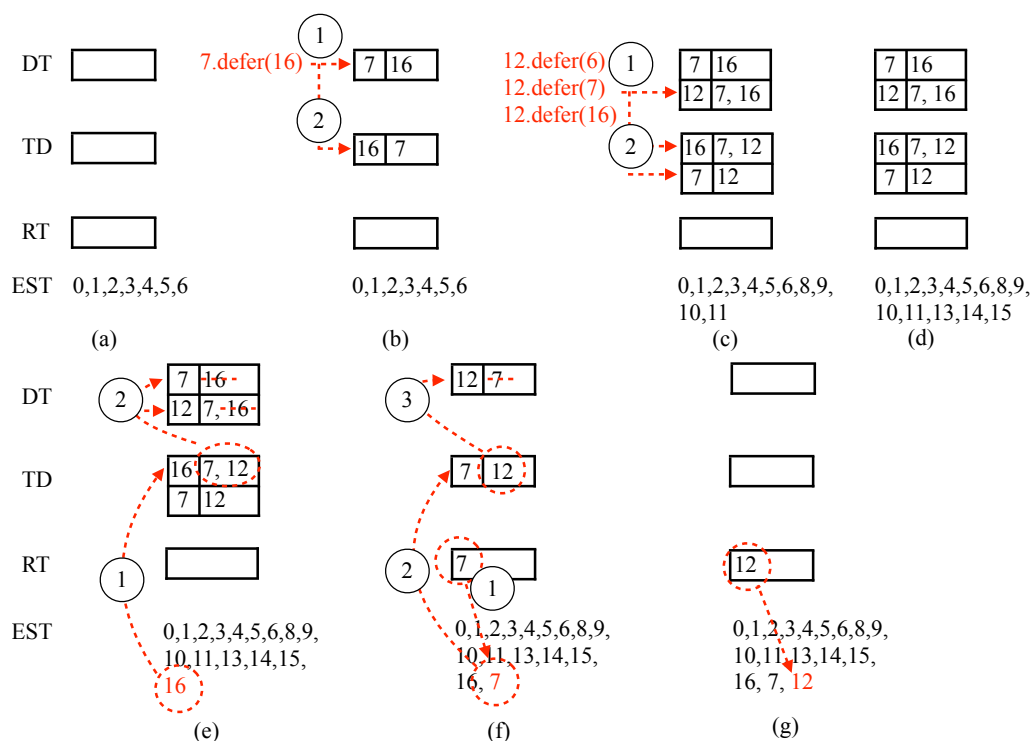 DT
TD
RT
EST
0,1,2,3,4,5,6
(a)
7.defer(16)
1
7 16
2
16 7
0,1,2,3,4,5,6
(b)
12.defer(6)
12.defer(7)
12.defer(16)
1
7 16
12 7, 16
2
16 7, 12
7 12
0,1,2,3,4,5,6,8,9,
10,11
(c)
7 16
12 7, 16
16 7, 12
7 12
0,1,2,3,4,5,6,8,9,
10,11,13,14,15
(d)
DT
TD
RT
EST
2
7 16
12 7, 16
16 7, 12
7 12
1
0,1,2,3,4,5,6,8,9,
10,11,13,14,15,
16
(e)
3
12 7
7 12
2
7
1
0,1,2,3,4,5,6,8,9,
10,11,13,14,15,
16, 7
(f)
12
0,1,2,3,4,5,6,8,9,
10,11,13,14,15,
16, 7, 12
(g)